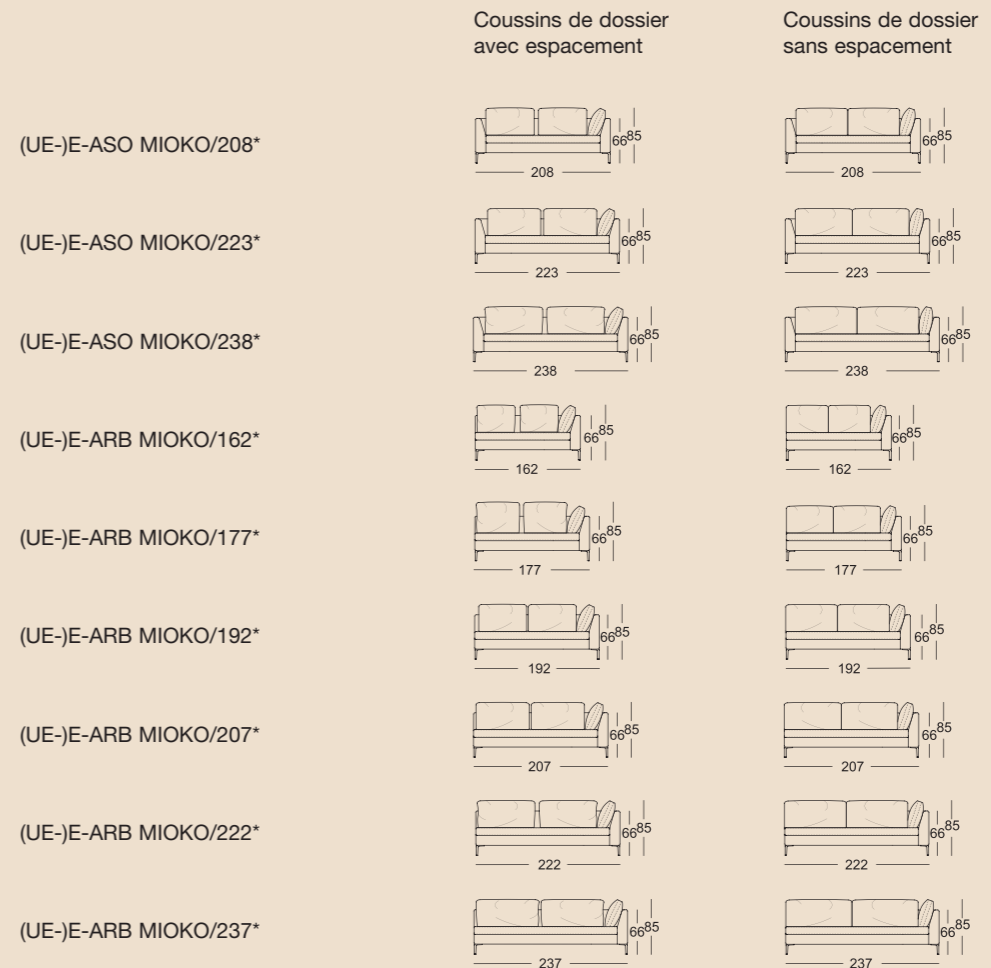 Coussins de dossier
avec espacement
Coussins de dossier
sans espacement
(UE-)E-ASO MIOKO/208*
66 85
208
66 85
208
(UE-)E-ASO MIOKO/223*
66 85
223
66 85
223
(UE-)E-ASO MIOKO/238*
66 85
238
66 85
238
(UE-)E-ARB MIOKO/162*
66 85
162
66 85
162
(UE-)E-ARB MIOKO/177*
66 85
177
66 85
177
(UE-)E-ARB MIOKO/192*
66 85
192
66 85
192
(UE-)E-ARB MIOKO/207*
66 85
207
66 85
207
(UE-)E-ARB MIOKO/222*
66 85
222
66 85
222
(UE-)E-ARB MIOKO/237*
66 85
237
66 85
237